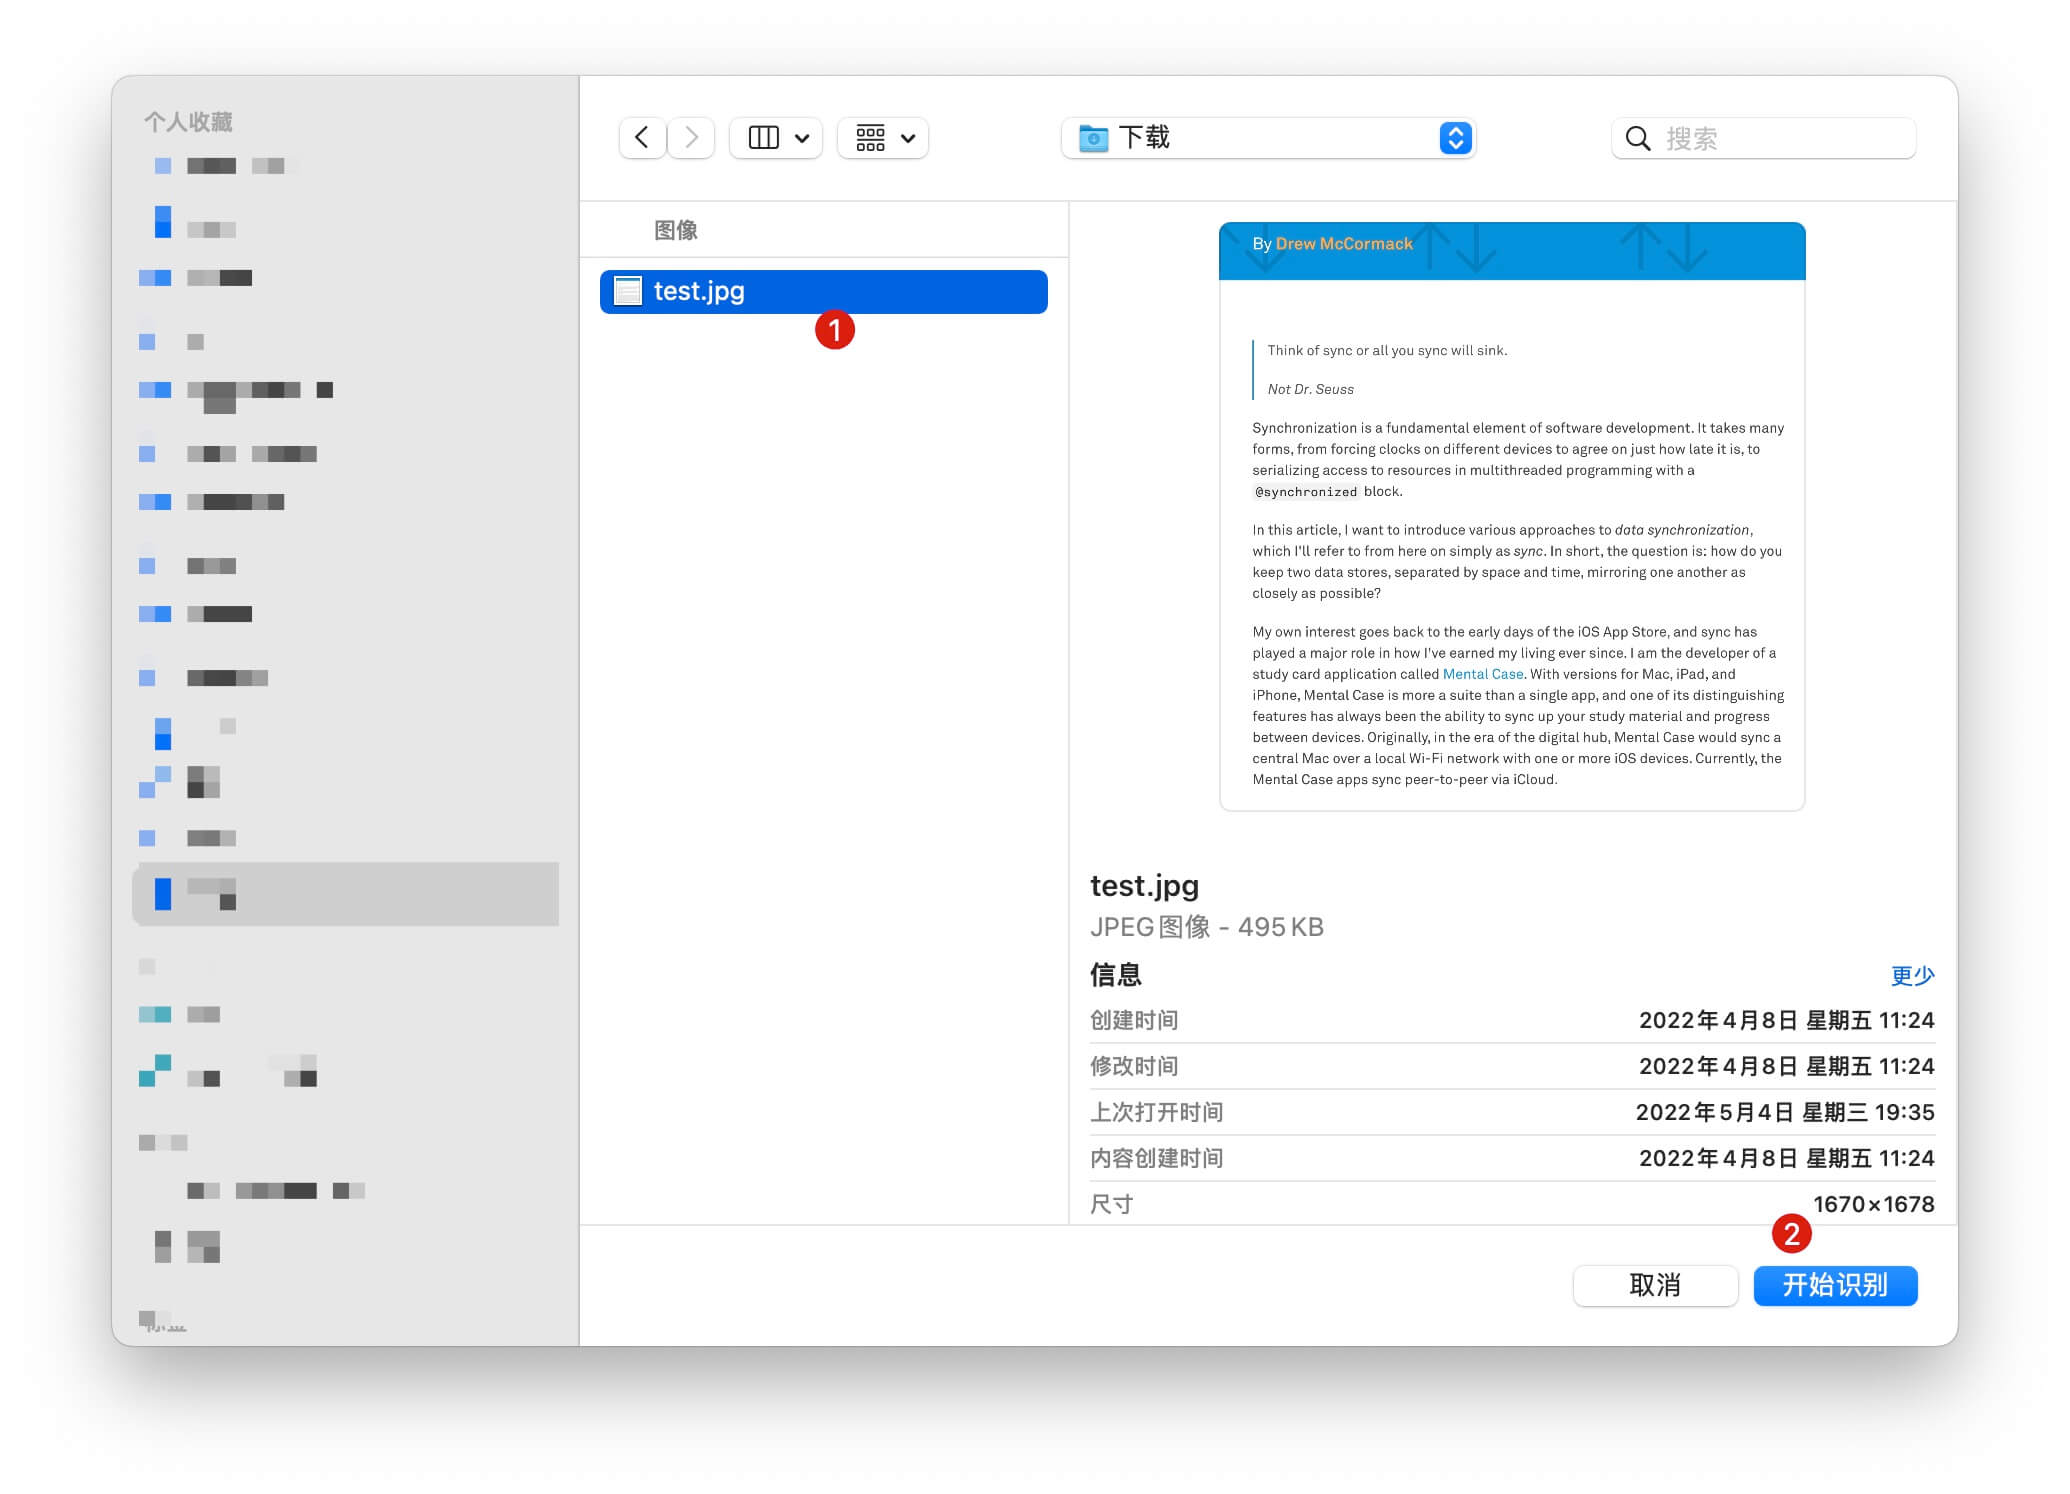 个人收藏
下载
搜索
图像
test.jpg
1
By Drew McCormack
Think of sync or all you sync will sink.
Not Dr. Seuss
Synchronization is a fundamental element of software development. It takes many
forms, from forcing clocks on different devices to agree on just how late it is, to
serializing access to resources in multithreaded programming with a
@synchronized block.
In this article, I want to introduce various approaches to data synchronization,
which I'll refer to from here on simply as sync. In short, the question is: how do you
keep two data stores, separated by space and time, mirroring one another as
closely as possible?
My own interest goes back to the early days of the iOS App Store, and sync has
played a major role in how I've earned my living ever since. I am the developer of a
study card application called Mental Case. With versions for Mac, iPad, and
iPhone, Mental Case is more a suite than a single app, and one of its distinguishing
features has always been the ability to sync up your study material and progress
between devices. Originally, in the era of the digital hub, Mental Case would sync a
central Mac over a local Wi-Fi network with one or more iOS devices. Currently, the
Mental Case apps sync peer-to-peer via iCloud.
test.jpg
JPEG图像 - 495 KB
信息 更少
创建时间 2022年4月8日 星期五 11:24
修改时间 2022年4月8日 星期五 11:24
上次打开时间 2022年5月4日 星期三 19:35
内容创建时间 2022年4月8日 星期五 11:24
尺寸 1670×1678
2
取消 开始识别